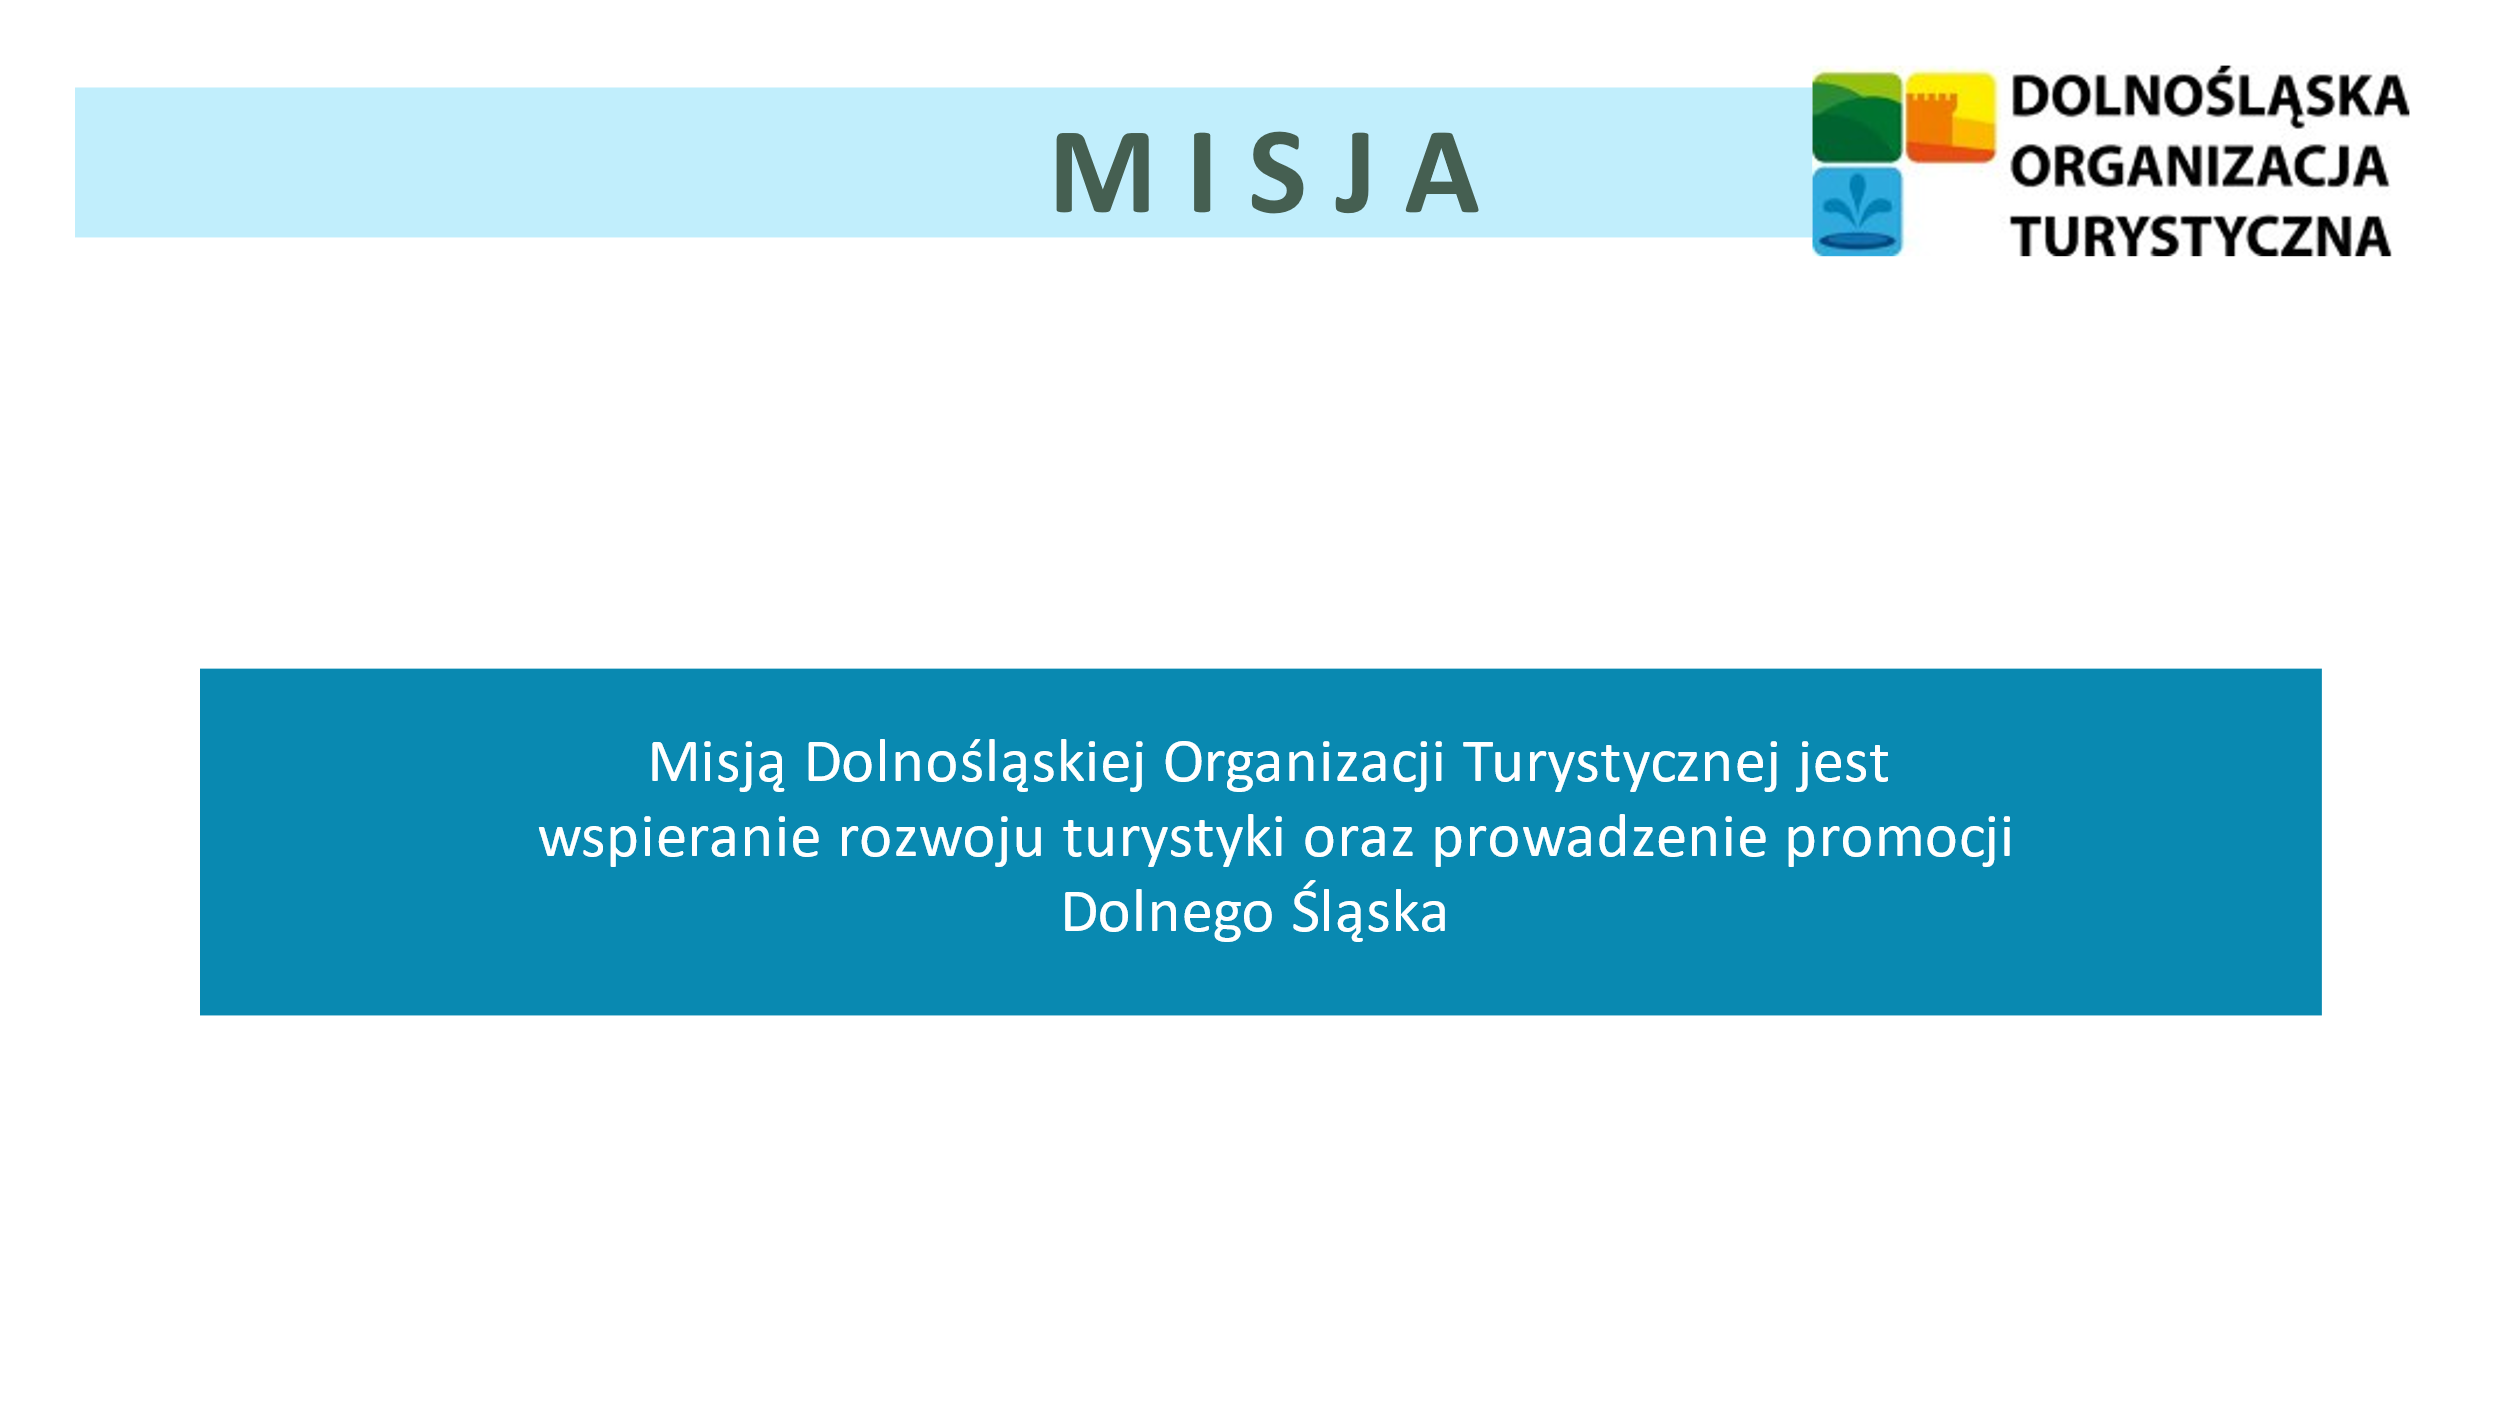 MISJA
DOLNOŚLĄSKA
ORGANIZACJA
TURYSTYCZNA
Misją Dolnośląskiej Organizacji Turystycznej jest
wspieranie rozwoju turystyki oraz prowadzenie promocji
Dolnego Śląska